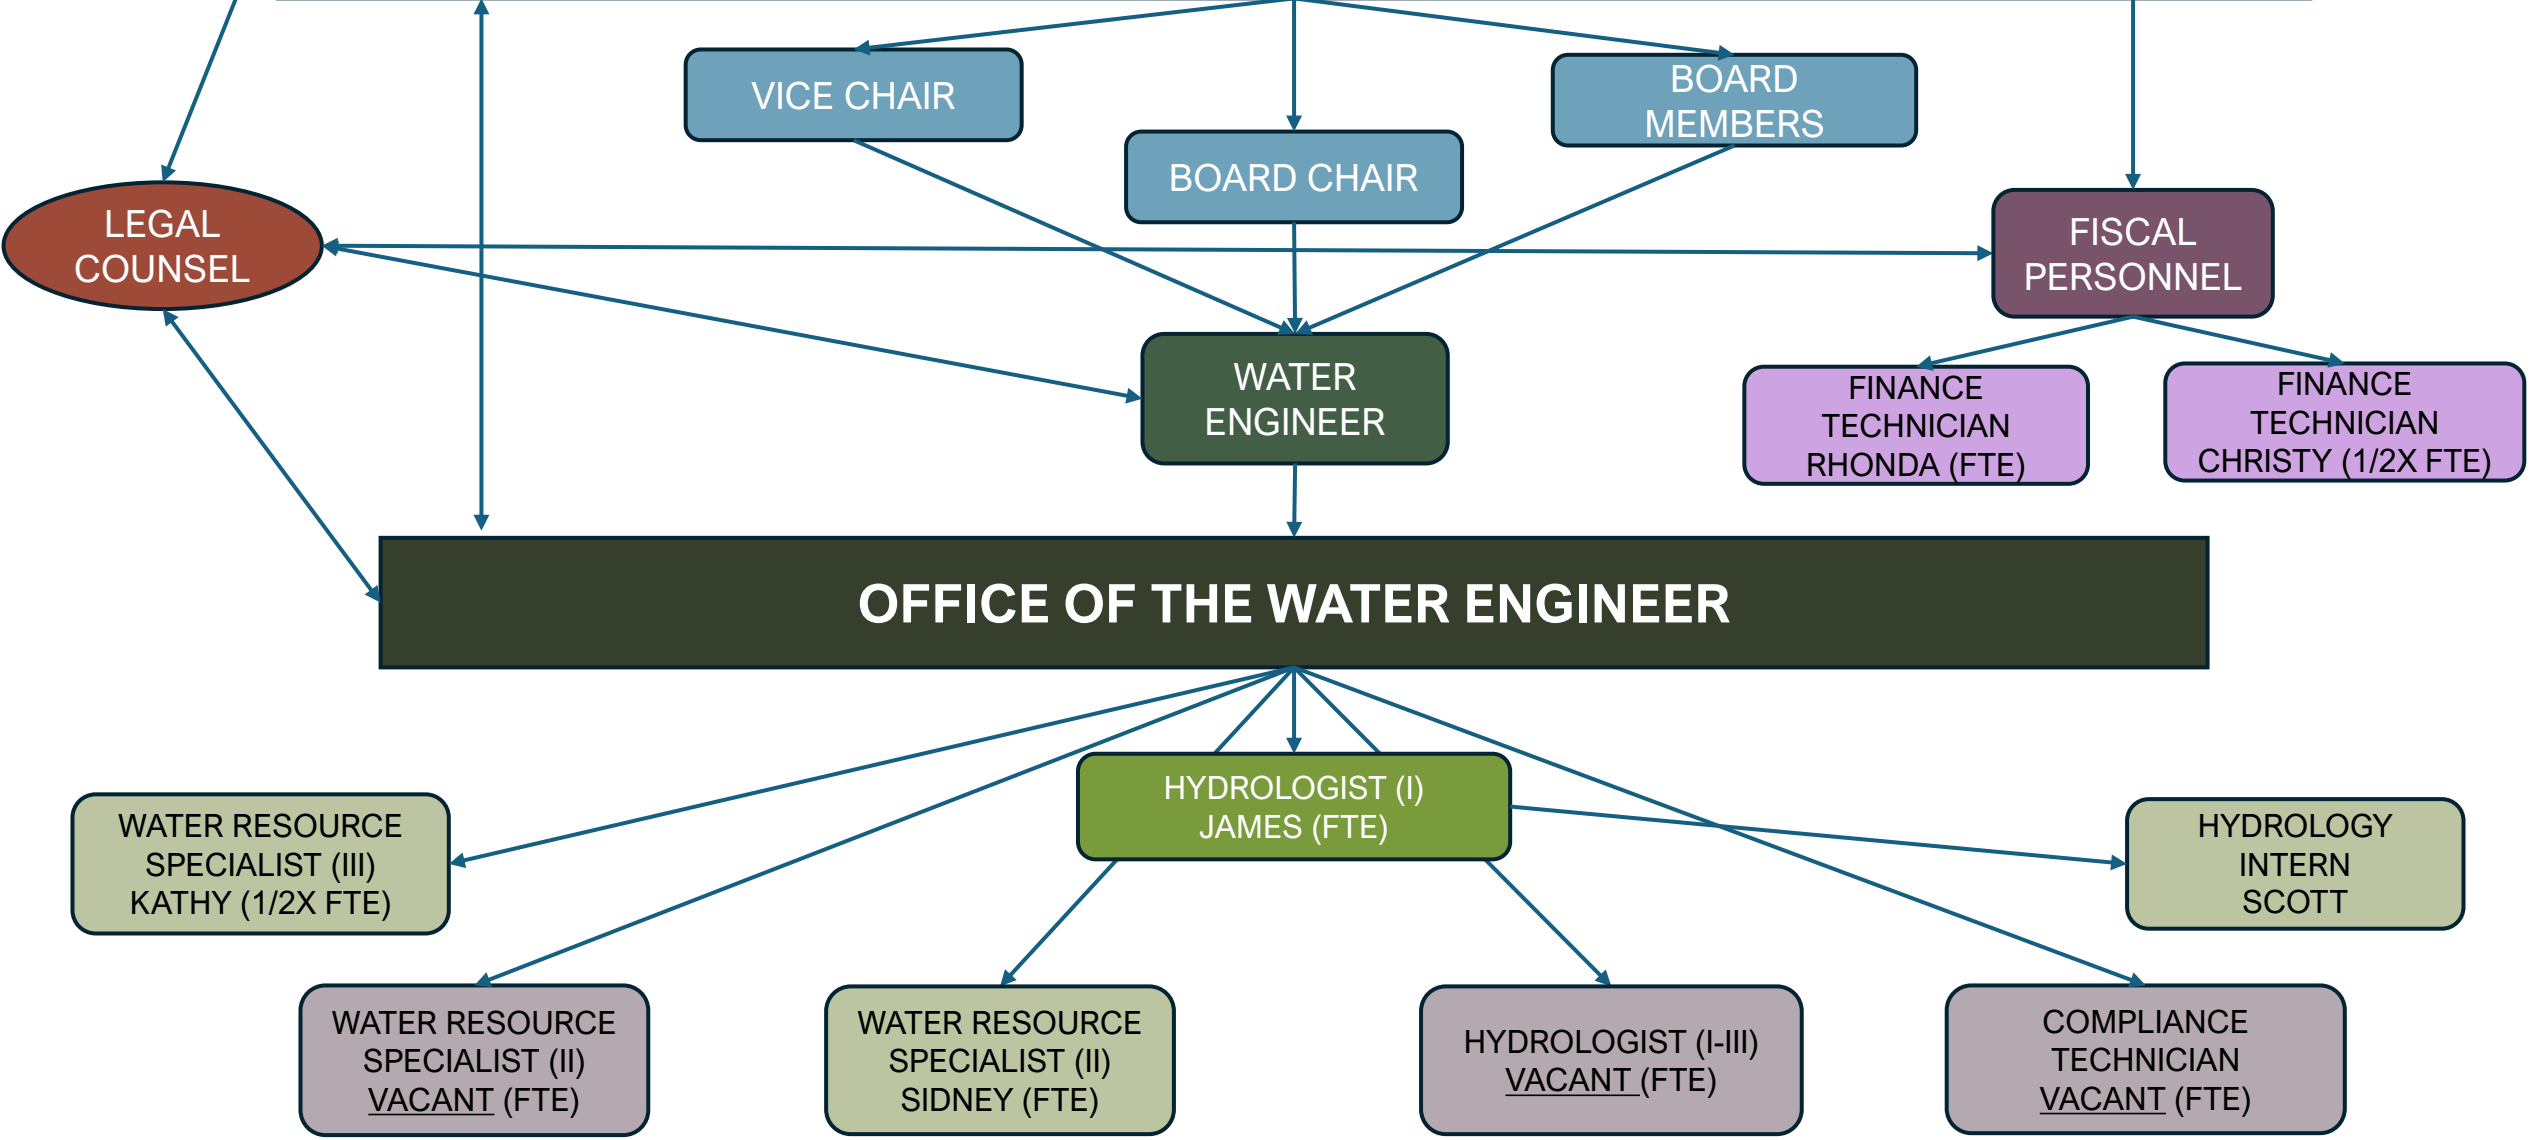 VICE CHAIR
BOARD
MEMBERS
BOARD CHAIR
LEGAL
COUNSEL
FISCAL
PERSONNEL
WATER
ENGINEER
FINANCE
TECHNICIAN
RHONDA (FTE)
FINANCE
TECHNICIAN
CHRISTY (1/2X FTE)
OFFICE OF THE WATER ENGINEER
HYDROLOGIST (I)
JAMES (FTE)
WATER RESOURCE
SPECIALIST (III)
KATHY (1/2X FTE)
HYDROLOGY
INTERN
SCOTT
WATER RESOURCE
SPECIALIST (II)
VACANT (FTE)
WATER RESOURCE
SPECIALIST (II)
SIDNEY (FTE)
HYDROLOGIST (I-III)
VACANT (FTE)
COMPLIANCE
TECHNICIAN
VACANT (FTE)